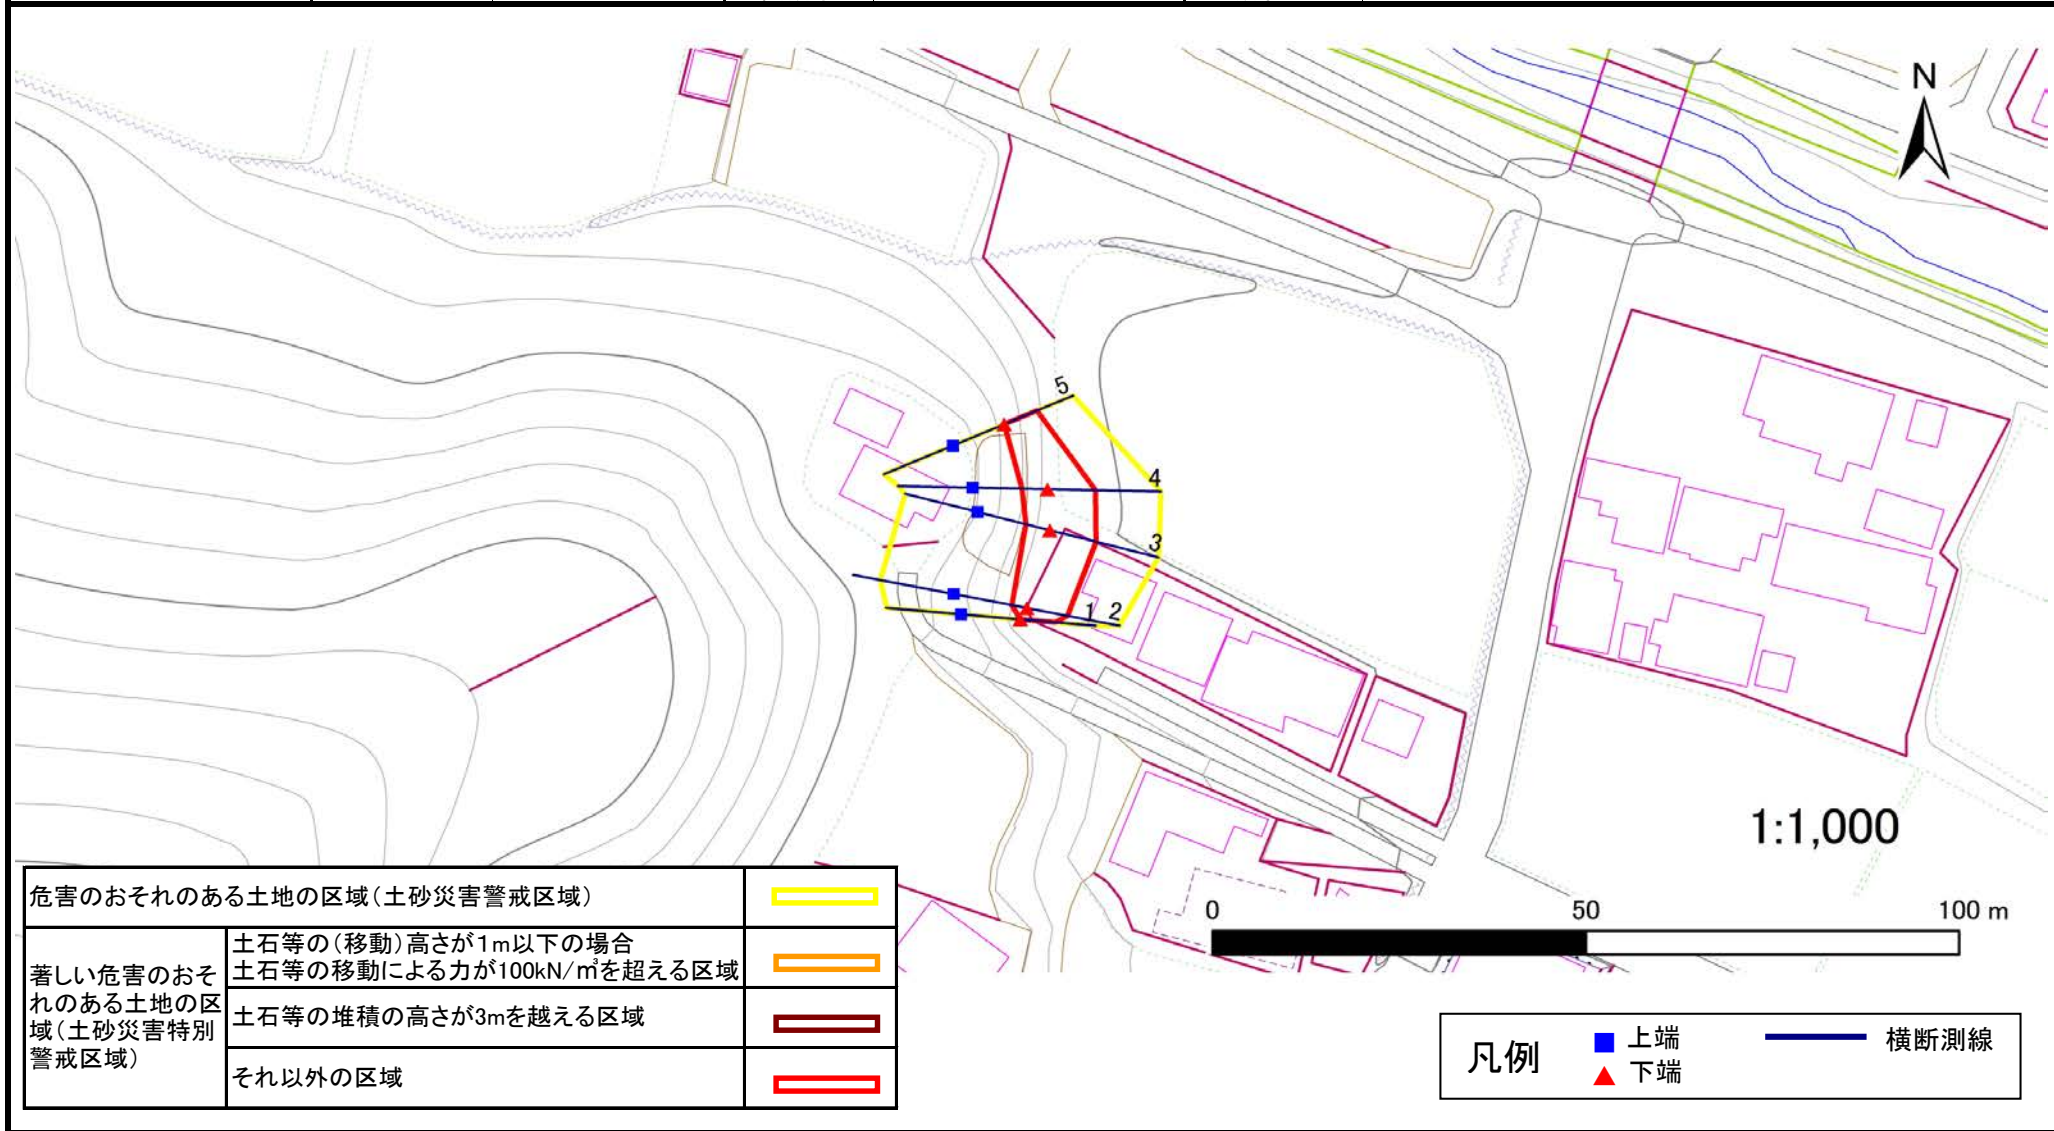 N
5
4
3
1
2
1:1,000
0 50 100 m
危害のおそれのある土地の区域(土砂災害警戒区域)
著しい危害のおそ
れのある土地の区
域(土砂災害特別
警戒区域)
土石等の(移動)高さが1m以下の場合
土石等の移動による力が100kN/㎡を超える区域
土石等の堆積の高さが3mを越える区域
それ以外の区域
凡例
上端
下端
横断測線